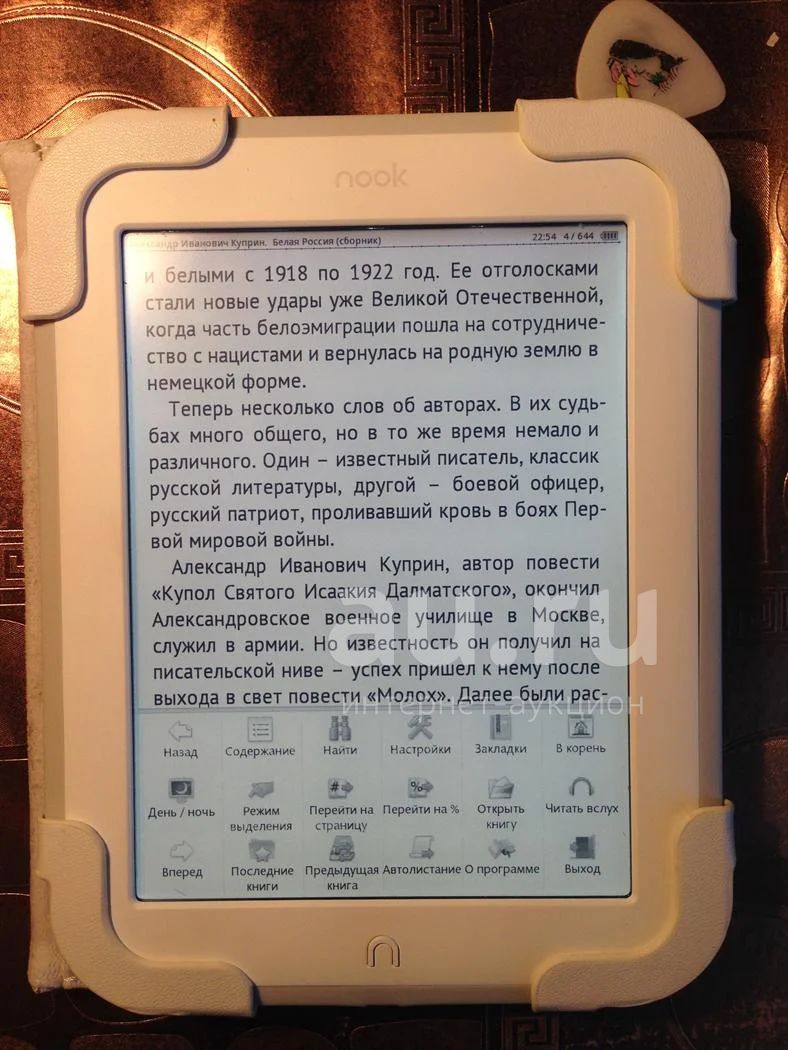 nook
Александр Иванович Куприн. Белая Россия (сборник) 22:54 4 / 644
и белыми с 1918 по 1922 год. Ее отголосками
стали новые удары уже Великой Отечественной,
когда часть белоэмиграции пошла на сотрудниче-
ство с нацистами и вернулась на родную землю в
немецкой форме.
Теперь несколько слов об авторах. В их судь-
бах много общего, но в то же время немало и
различного. Один – известный писатель, классик
русской литературы, другой – боевой офицер,
русский патриот, проливавший кровь в боях Пер-
вой мировой войны.
Александр Иванович Куприн, автор повести
«Купол Святого Исаакия Далматского», окончил
Александровское военное училище в Москве,
служил в армии. Но известность он получил на
писательской ниве – успех пришел к нему после
выхода в свет повести «Молох». Далее были рас-
au.ru
интернет-аукцион
Назад Содержание Найти Настройки Закладки В корень
День / ночь Режим выделения Перейти на страницу Перейти на % Открыть книгу Читать вслух
Вперед Последние книги Предыдущая книга Автолистание О программе Выход